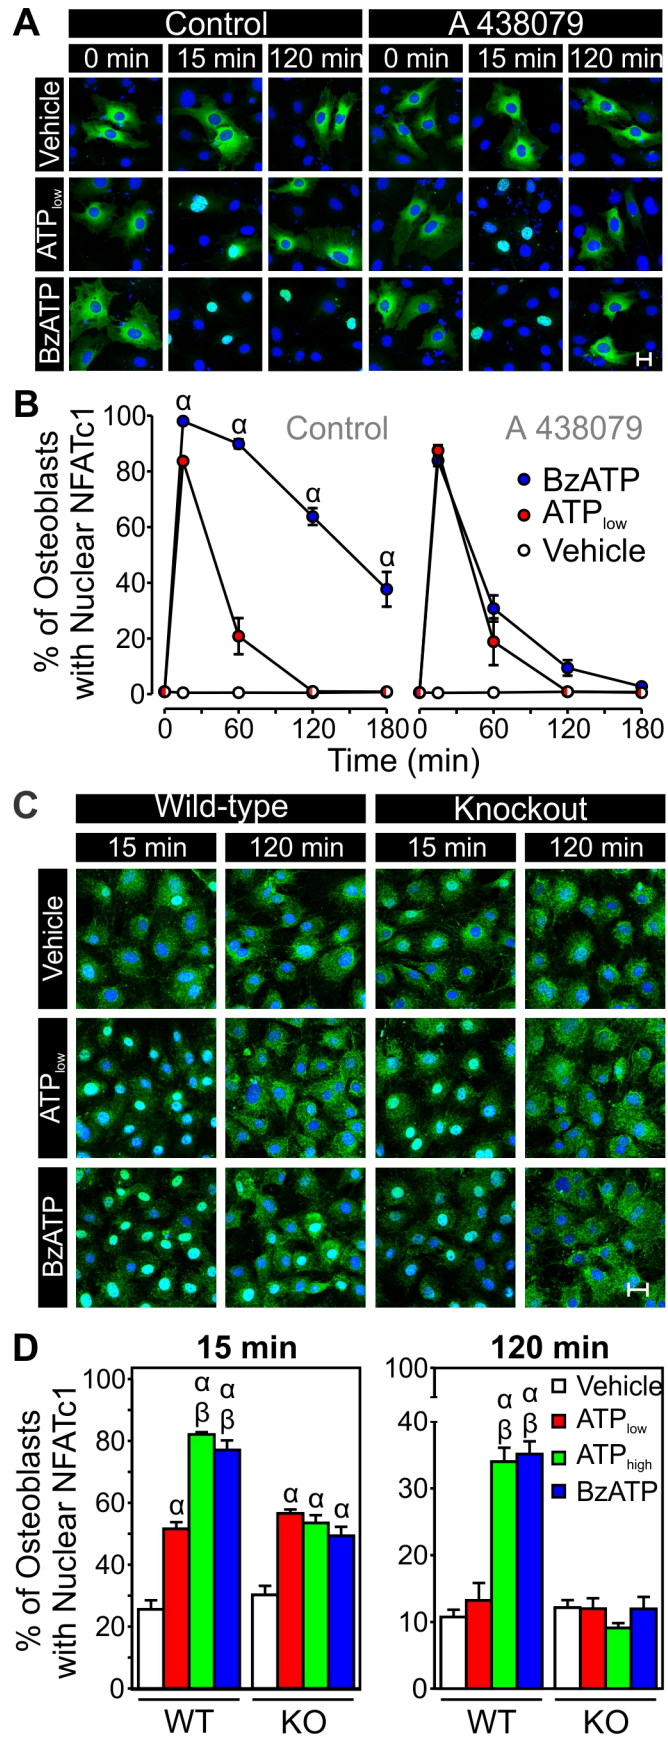 A
Control
A 438079
0 min
15 min
120 min
0 min
15 min
120 min
Vehicle
ATPlow
BzATP
B
% of Osteoblasts
with Nuclear NFATc1
100
80
60
40
20
0
α
α
α
α
Control
A 438079
BzATP
ATPlow
Vehicle
0
60
120
180
0
60
120
180
Time (min)
C
Wild-type
Knockout
15 min
120 min
15 min
120 min
Vehicle
ATPlow
BzATP
D
15 min
120 min
% of Osteoblasts
with Nuclear NFATc1
100
80
60
40
20
0
α
α
β
α
β
α
α
α
WT
KO
100
40
30
20
10
0
α
β
α
β
Vehicle
ATPlow
ATPhigh
BzATP
WT
KO